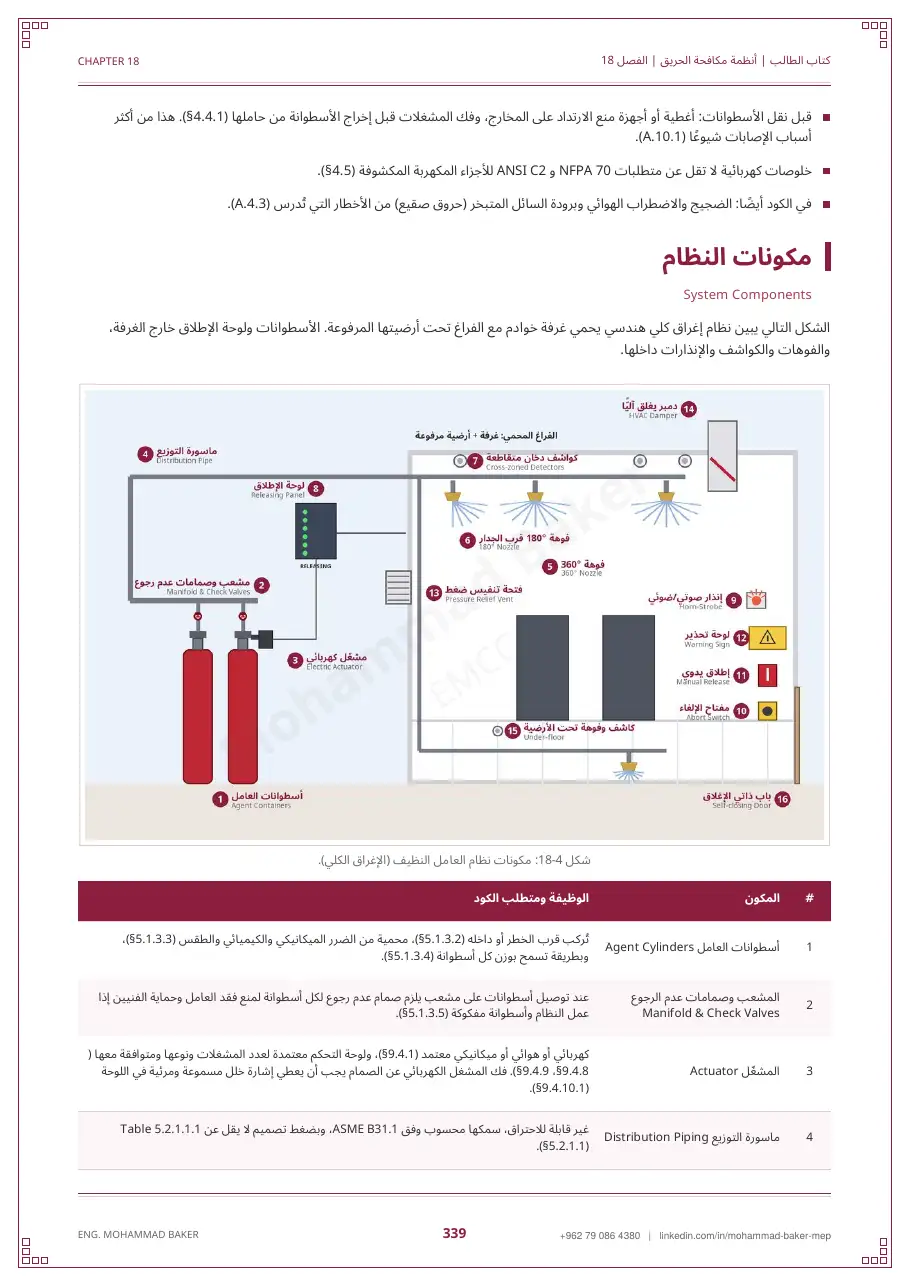 كتاب الطالب | أنظمة مكافحة الحريق | الفصل 18
CHAPTER 18
قبل نقل الأسطوانات: أغطية أو أجهزة منع الارتداد على المخارج، وفك المشغلات قبل إخراج الأسطوانة من حاملها (§4.4.1). هذا من أكثر
أسباب الإصابات شيوعًا (A.10.1).
خلوصات كهربائية لا تقل عن متطلبات NFPA 70 و ANSI C2 للأجزاء المكهربة المكشوفة (§4.5).
في الكود أيضًا: الضجيج والاضطراب الهوائي وبرودة السائل المتبخر (حروق صقيع) من الأخطار التي تُدرس (A.4.3).
مكونات النظام
System Components
الشكل التالي يبين نظام إغراق كلي هندسي يحمي غرفة خوادم مع الفراغ تحت أرضيتها المرفوعة. الأسطوانات ولوحة الإطلاق خارج الغرفة،
والفوهات والكواشف والإنذارات داخلها.
14 دمبر يغلق آليًا
HVAC Damper
الفراغ المحمي: غرفة + أرضية مرفوعة
4 ماسورة التوزيع
Distribution Pipe
7 كواشف دخان متقاطعة
Cross-zoned Detectors
8 لوحة الإطلاق
Releasing Panel
RELEASING
6 فوهة 180° قرب الجدار
180° Nozzle
5 فوهة 360°
360° Nozzle
2 مشعب وصمامات عدم رجوع
Manifold & Check Valves
13 فتحة تنفيس ضغط
Pressure Relief Vent
9 إنذار صوتي/ضوئي
Horn-Strobe
12 لوحة تحذير
Warning Sign
3 مشغّل كهربائي
Electric Actuator
11 إطلاق يدوي
Manual Release
10 مفتاح الإلغاء
Abort Switch
15 كاشف وفوهة تحت الأرضية
Under-floor
1 أسطوانات العامل
Agent Containers
16 باب ذاتي الإغلاق
Self-closing Door
Mohammad Baker
شكل 4-18: مكونات نظام العامل النظيف (الإغراق الكلي).
# المكون الوظيفة ومتطلب الكود
1 أسطوانات العامل Agent Cylinders تُركب قرب الخطر أو داخله (§5.1.3.2)، محمية من الضرر الميكانيكي والكيميائي والطقس (§5.1.3.3)،
وبطريقة تسمح بوزن كل أسطوانة (§5.1.3.4).
2 المشعب وصمامات عدم الرجوع
Manifold & Check Valves
عند توصيل أسطوانات على مشعب يلزم صمام عدم رجوع لكل أسطوانة لمنع فقد العامل وحماية الفنيين إذا
عمل النظام وأسطوانة مفكوكة (§5.1.3.5).
3 المشغّل Actuator
كهربائي أو هوائي أو ميكانيكي معتمد (§9.4.1)، ولوحة التحكم معتمدة لعدد المشغلات ونوعها ومتوافقة معها (
§9.4.8، §9.4.9). فك المشغل الكهربائي عن الصمام يجب أن يعطي إشارة خلل مسموعة ومرئية في اللوحة
(§9.4.10.1).
4 ماسورة التوزيع Distribution Piping
غير قابلة للاحتراق، سمكها محسوب وفق ASME B31.1، وبضغط تصميم لا يقل عن Table 5.2.1.1.1
(§5.2.1.1).
ENG. MOHAMMAD BAKER
339
+962 79 086 4380 | linkedin.com/in/mohammad-baker-mep